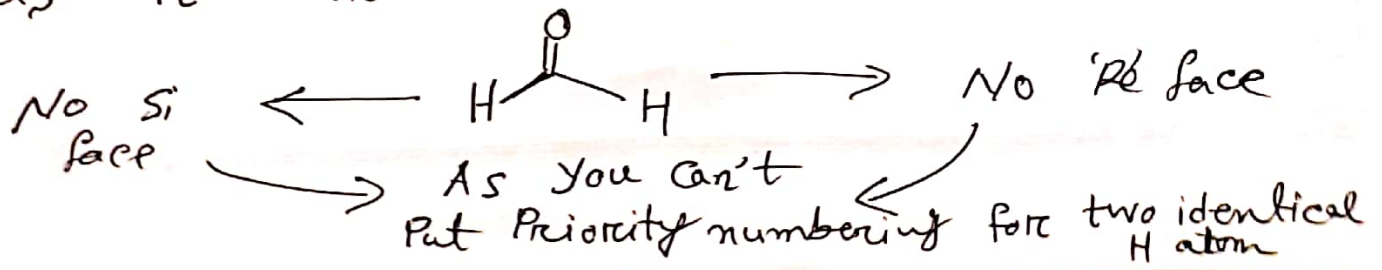 O
H H
No Si face
No 'Re' face
As you can't
Put Priority numbering for two identical
H atom